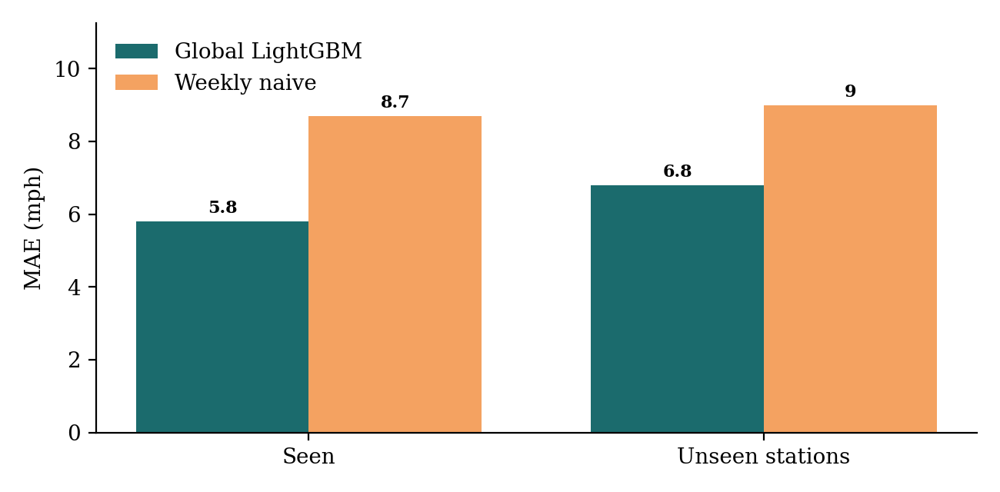 Global LightGBM
Weekly naive
MAE (mph)
10
8
6
4
2
0
5.8
8.7
6.8
9
Seen
Unseen stations